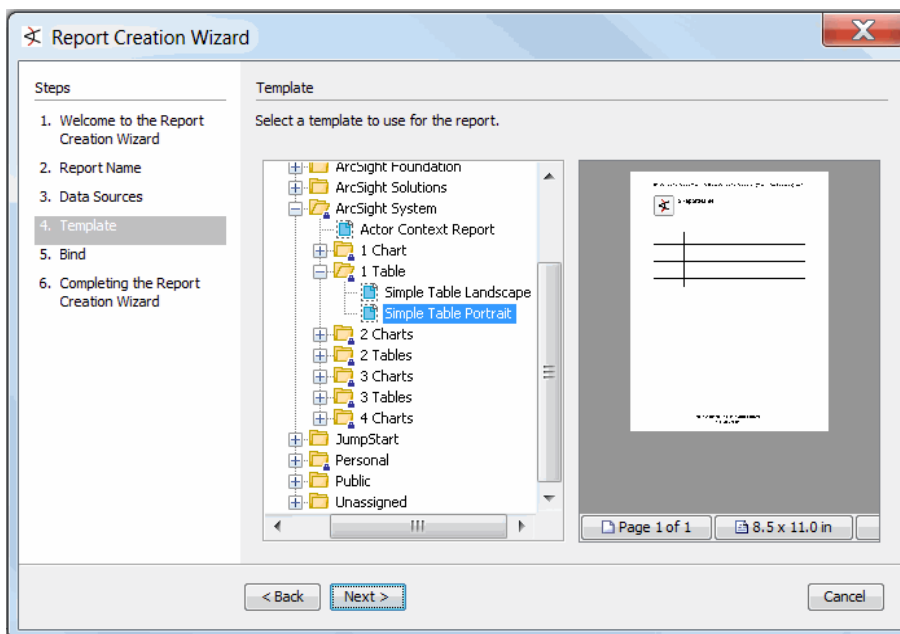 Report Creation Wizard
Steps
1. Welcome to the Report
Creation Wizard
2. Report Name
3. Data Sources
4. Template
5. Bind
6. Completing the Report
Creation Wizard
Template
Select a template to use for the report.
ArcSight Foundation
ArcSight Solutions
ArcSight System
Actor Context Report
1 Chart
1 Table
Simple Table Landscape
Simple Table Portrait
2 Charts
2 Tables
3 Charts
3 Tables
4 Charts
JumpStart
Personal
Public
Unassigned
Page 1 of 1
8.5 x 11.0 in
< Back
Next >
Cancel